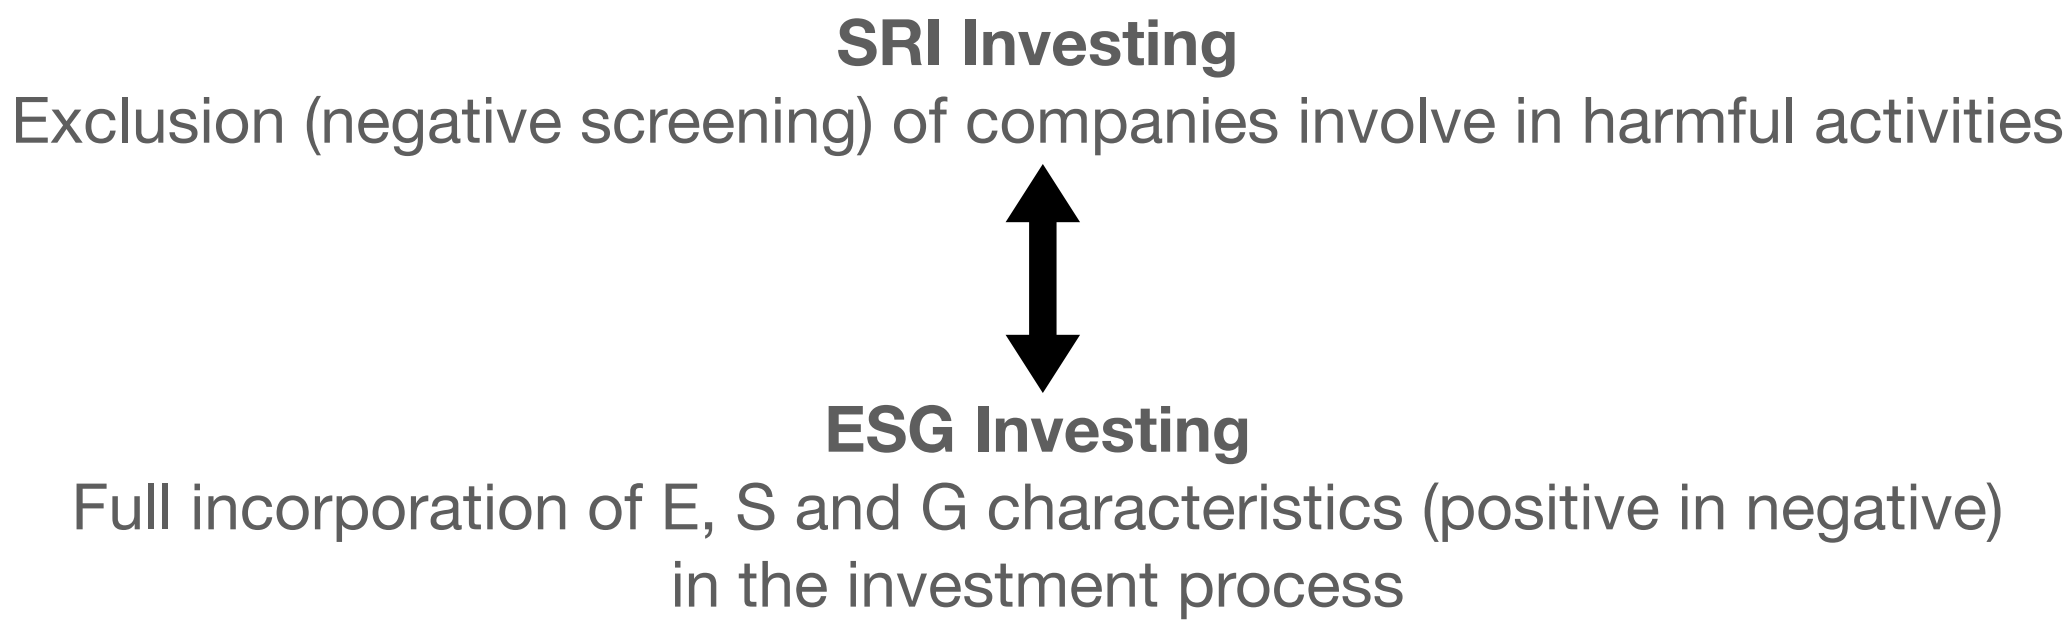 SRI Investing
Exclusion (negative screening) of companies involve in harmful activities
ESG Investing
Full incorporation of E, S and G characteristics (positive in negative)
in the investment process